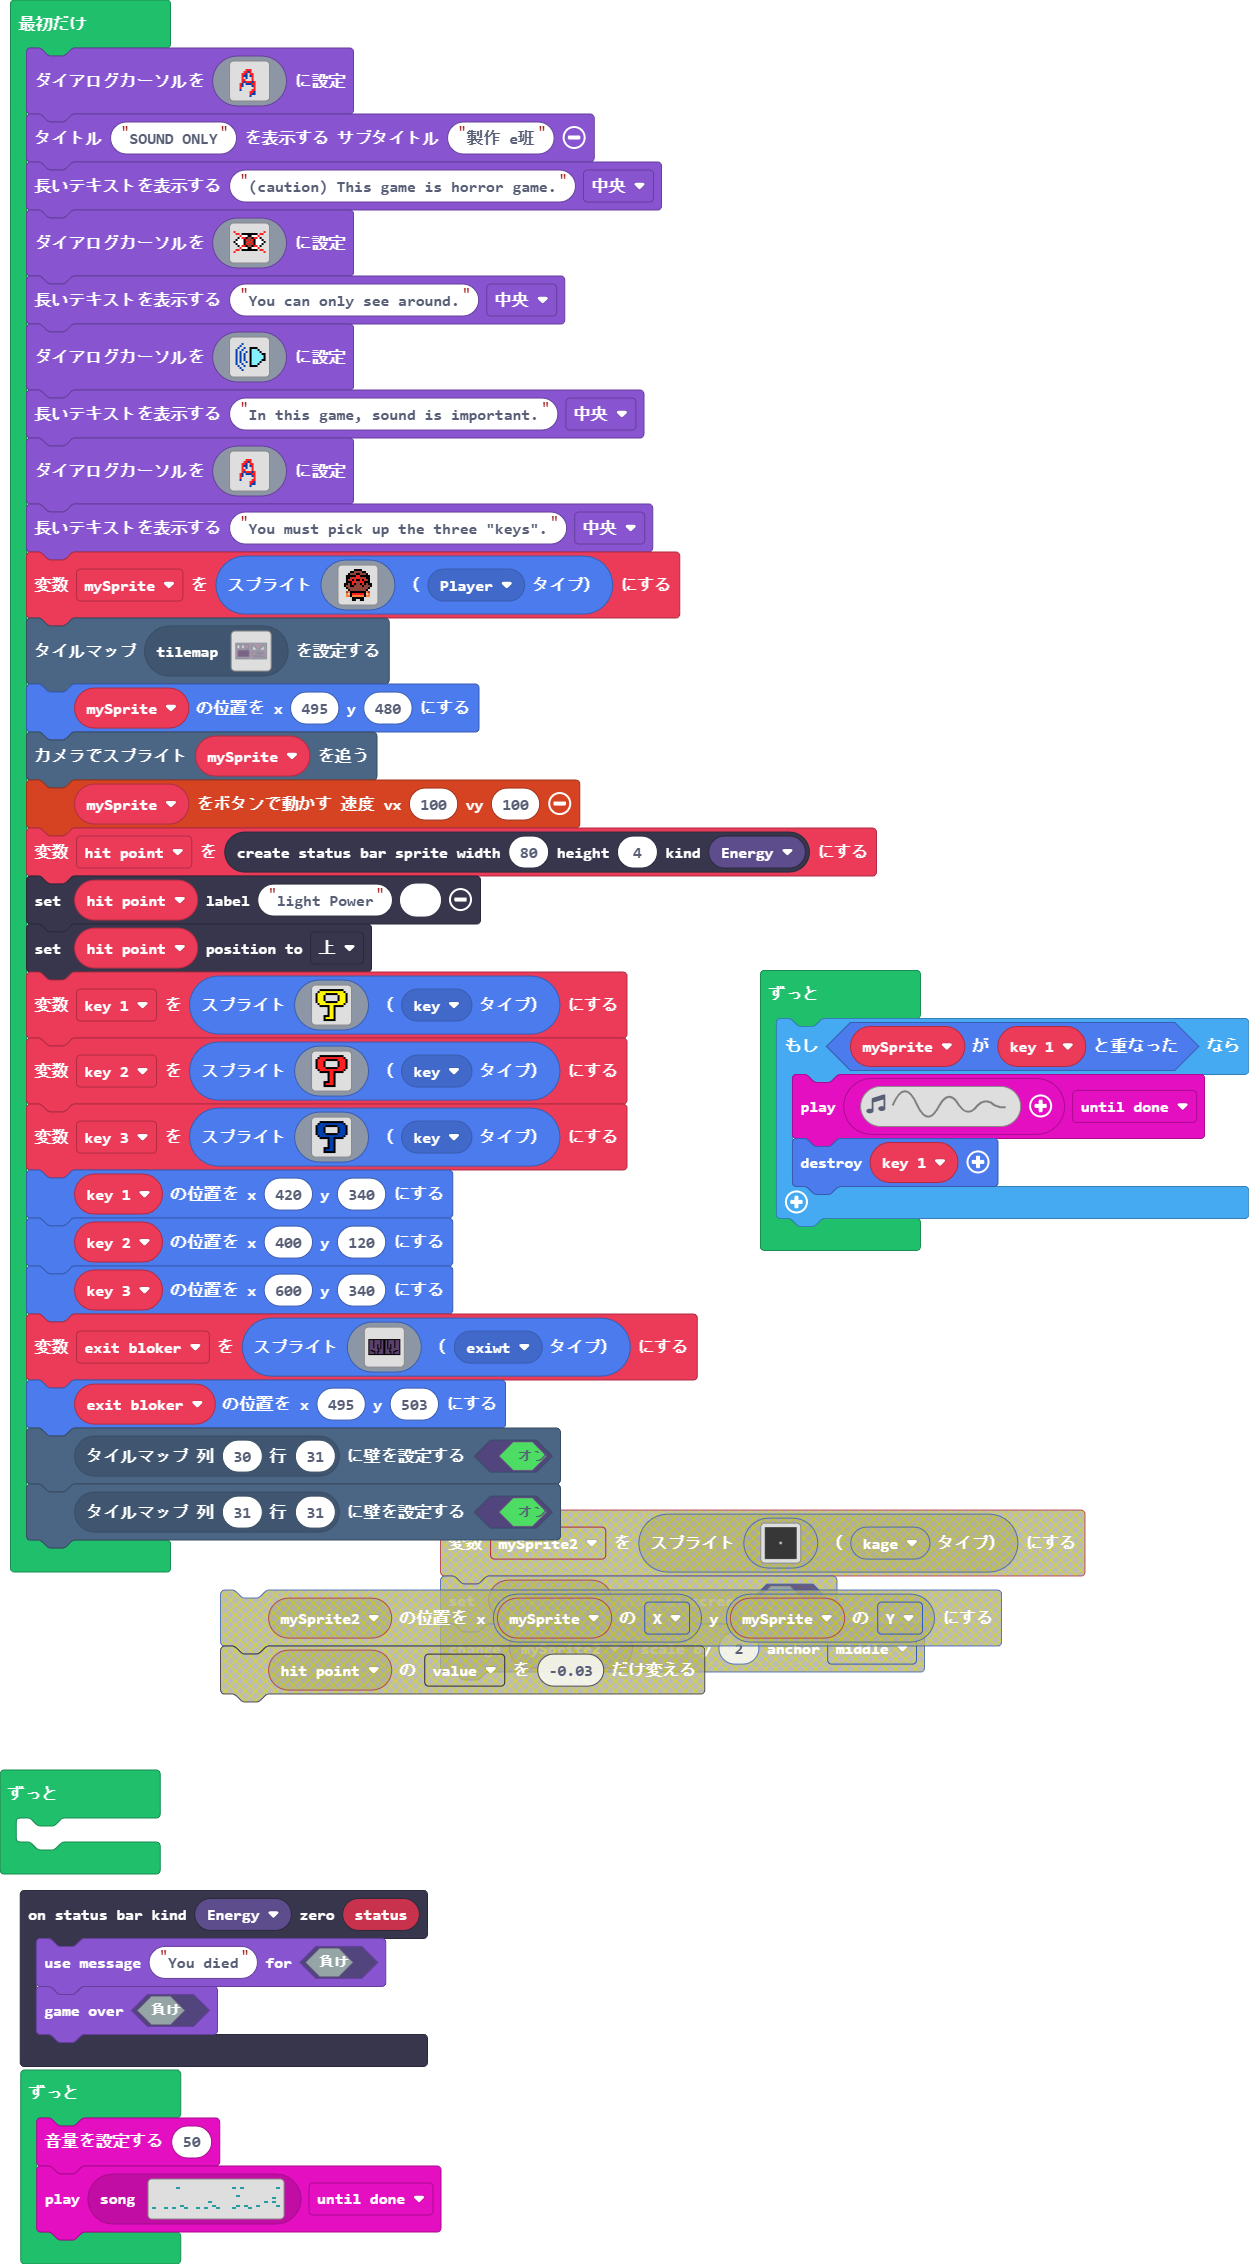 最初だけ
ダイアログカーソルを に設定
タイトル "SOUND ONLY" を表示する サブタイトル "製作 e班"
長いテキストを表示する "(caution) This game is horror game." 中央
ダイアログカーソルを に設定
長いテキストを表示する "You can only see around." 中央
ダイアログカーソルを に設定
長いテキストを表示する "In this game, sound is important." 中央
ダイアログカーソルを に設定
長いテキストを表示する "You must pick up the three "keys"." 中央
変数 mySprite を スプライト ( Player タイプ) にする
タイルマップ tilemap を設定する
mySprite の位置を x 495 y 480 にする
カメラでスプライト mySprite を追う
mySprite をボタンで動かす 速度 vx 100 vy 100
変数 hit point を create status bar sprite width 80 height 4 kind Energy にする
set hit point label "light Power"
set hit point position to 上
変数 key 1 を スプライト ( key タイプ) にする
変数 key 2 を スプライト ( key タイプ) にする
変数 key 3 を スプライト ( key タイプ) にする
key 1 の位置を x 420 y 340 にする
key 2 の位置を x 400 y 120 にする
key 3 の位置を x 600 y 340 にする
変数 exit bloker を スプライト ( exiwt タイプ) にする
exit bloker の位置を x 495 y 503 にする
タイルマップ 列 30 行 31 に壁を設定する オン
タイルマップ 列 31 行 31 に壁を設定する オン
ずっと
もし mySprite が key 1 と重なった なら
play until done
destroy key 1
変数 mySprite2 を スプライト ( kage タイプ) にする
set
mySprite2 の位置を x mySprite の X y mySprite の Y にする
change mySprite2 scale by 2 anchor middle
hit point の value を -0.03 だけ変える
ずっと
on status bar kind Energy zero status
use message "You died" for 負け
game over 負け
ずっと
音量を設定する 50
play song until done